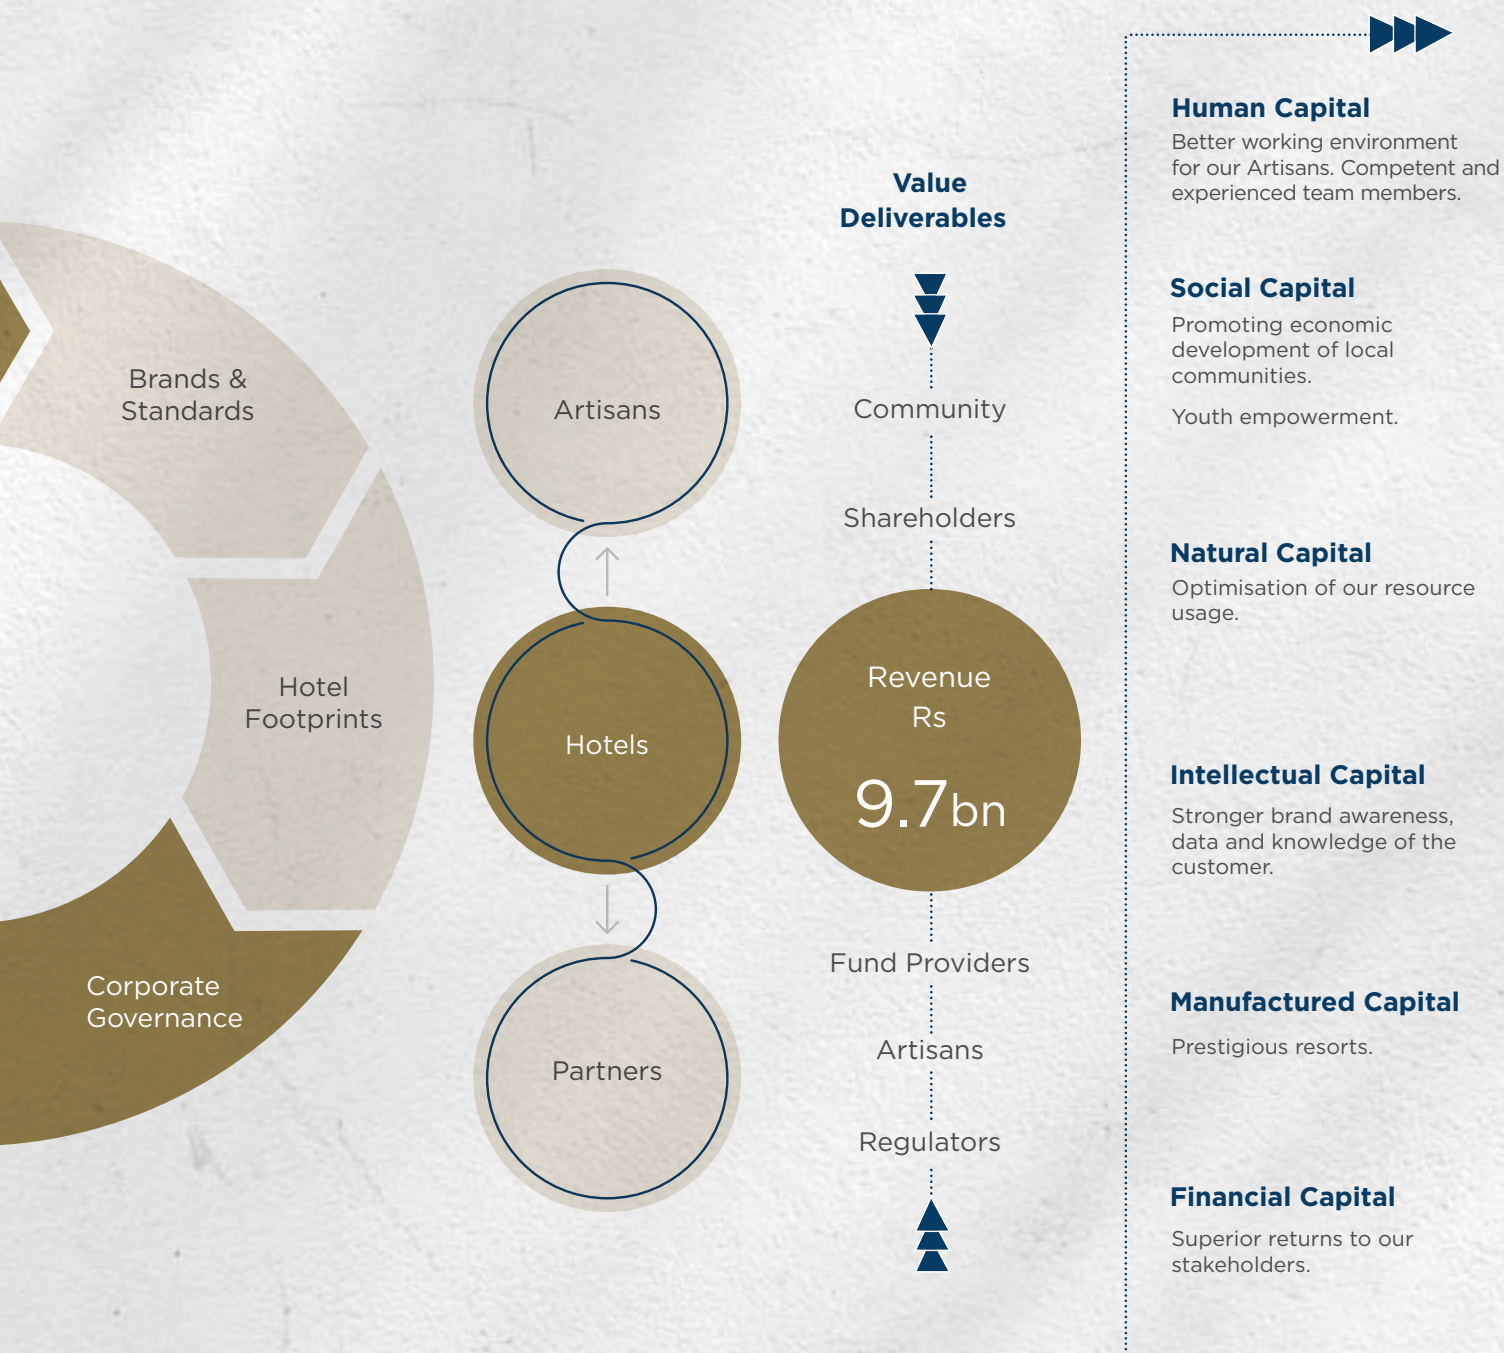 Brands &
Standards
Hotel
Footprints
Corporate
Governance
Artisans
Hotels
Partners
Value
Deliverables
Community
Shareholders
Revenue
Rs
9.7bn
Fund Providers
Artisans
Regulators
Human Capital
Better working environment
for our Artisans. Competent and
experienced team members.
Social Capital
Promoting economic
development of local
communities.
Youth empowerment.
Natural Capital
Optimisation of our resource
usage.
Intellectual Capital
Stronger brand awareness,
data and knowledge of the
customer.
Manufactured Capital
Prestigious resorts.
Financial Capital
Superior returns to our
stakeholders.